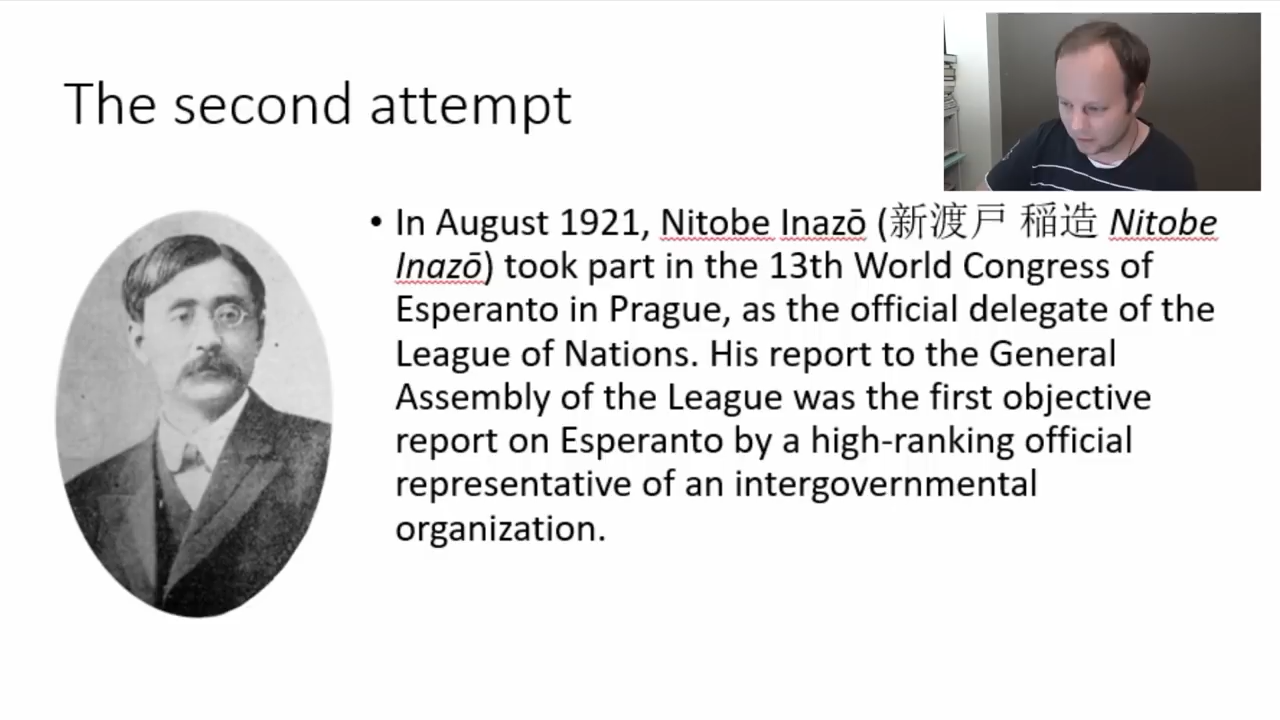 The second attempt
• In August 1921, Nitobe Inazō (新渡戸 稲造 Nitobe
Inazō) took part in the 13th World Congress of
Esperanto in Prague, as the official delegate of the
League of Nations. His report to the General
Assembly of the League was the first objective
report on Esperanto by a high-ranking official
representative of an intergovernmental
organization.